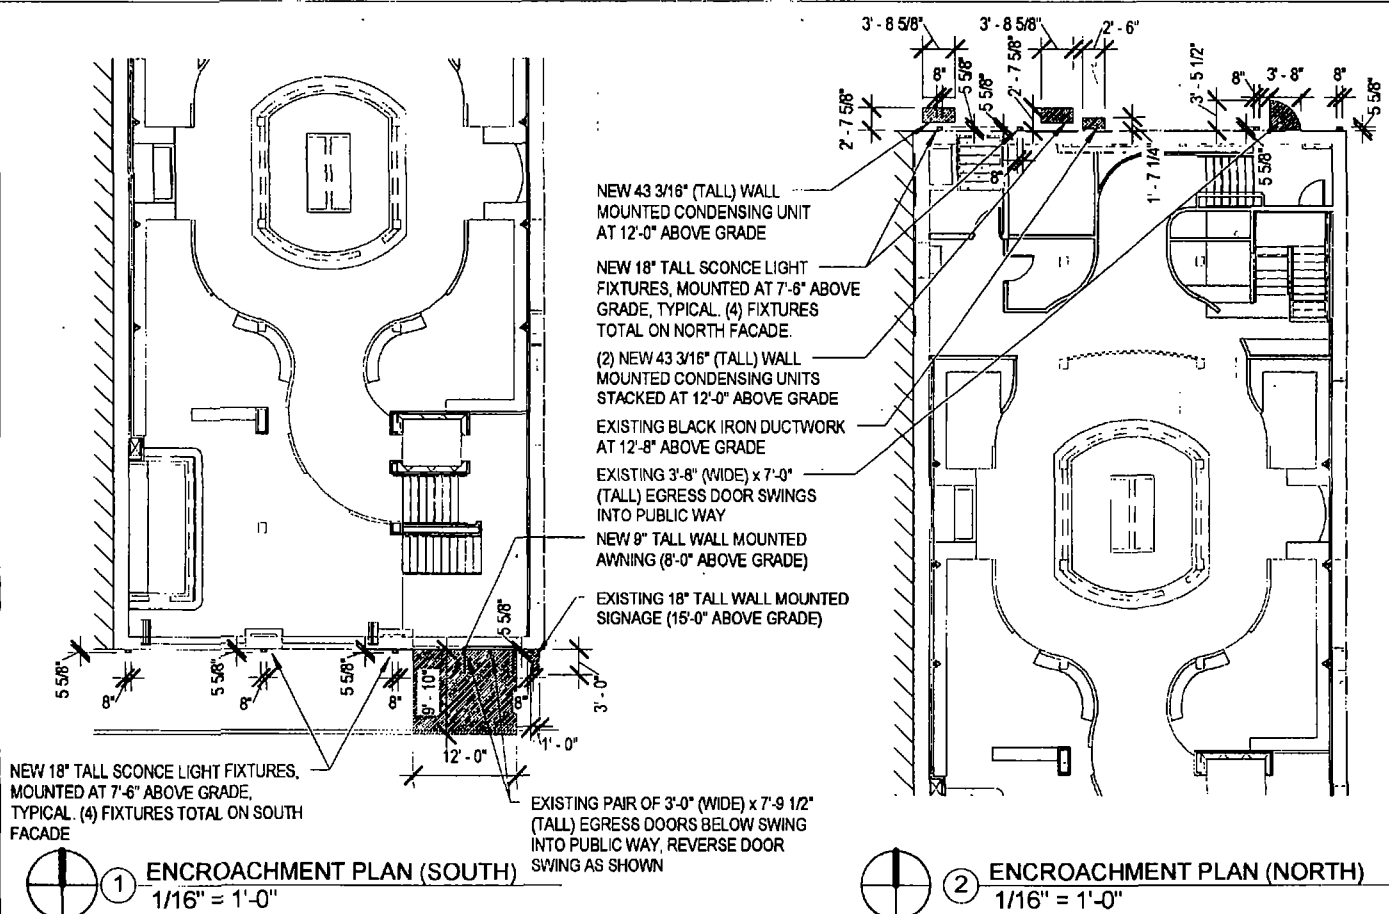 3' - 8 5/8"
3' - 8 5/8"
2' - 6"
8"
5 5/8"
5 5/8"
2' - 7 5/8"
3' - 5 1/2"
8"
3' - 8"
8"
5 5/8"
2' - 7 5/8"
8"
1' - 7 1/4"
5 5/8"
NEW 43 3/16" (TALL) WALL
MOUNTED CONDENSING UNIT
AT 12'-0" ABOVE GRADE
NEW 18" TALL SCONCE LIGHT
FIXTURES, MOUNTED AT 7'-6" ABOVE
GRADE, TYPICAL. (4) FIXTURES
TOTAL ON NORTH FACADE.
(2) NEW 43 3/16" (TALL) WALL
MOUNTED CONDENSING UNITS
STACKED AT 12'-0" ABOVE GRADE
EXISTING BLACK IRON DUCTWORK
AT 12'-8" ABOVE GRADE
EXISTING 3'-8" (WIDE) x 7'-0"
(TALL) EGRESS DOOR SWINGS
INTO PUBLIC WAY
NEW 9" TALL WALL MOUNTED
AWNING (8'-0" ABOVE GRADE)
EXISTING 18" TALL WALL MOUNTED
SIGNAGE (15'-0" ABOVE GRADE)
5 5/8"
5 5/8"
8"
5 5/8"
8"
5 5/8"
8"
9' - 10"
8"
3' - 0"
1' - 0"
12' - 0"
NEW 18" TALL SCONCE LIGHT FIXTURES,
MOUNTED AT 7'-6" ABOVE GRADE,
TYPICAL. (4) FIXTURES TOTAL ON SOUTH
FACADE
EXISTING PAIR OF 3'-0" (WIDE) x 7'-9 1/2"
(TALL) EGRESS DOORS BELOW SWING
INTO PUBLIC WAY, REVERSE DOOR
SWING AS SHOWN
1 ENCROACHMENT PLAN (SOUTH)
1/16" = 1'-0"
2 ENCROACHMENT PLAN (NORTH)
1/16" = 1'-0"